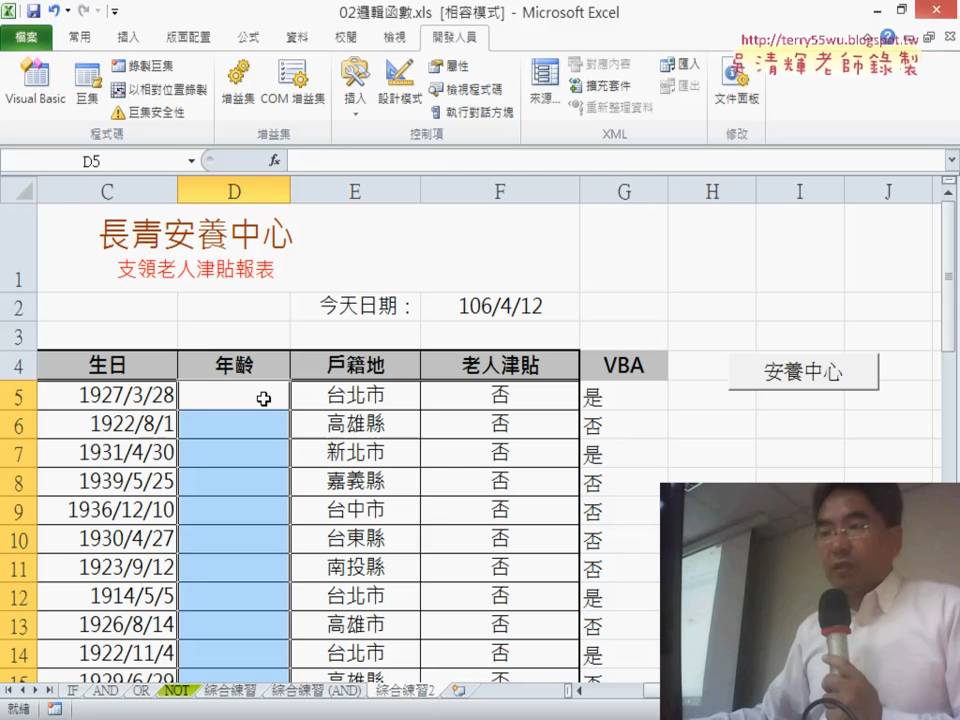 02邏輯函數.xls [相容模式] - Microsoft Excel
檔案 常用 插入 版面配置 公式 資料 校閱 檢視 開發人員
http://terry55wu.blogspot.tw
吳清輝老師錄製
Visual Basic 巨集 錄製巨集 以相對位置錄製 巨集安全性 增益集 COM 增益集 插入 設計模式 屬性 檢視程式碼 執行對話方塊 來源... 對應內容 擴充套件 重新整理資料 匯入 匯出 文件面板
程式碼 增益集 控制項 XML 修改
D5 fx
C D E F G H I J
1 長青安養中心
支領老人津貼報表
2 今天日期： 106/4/12
3
4 生日 年齡 戶籍地 老人津貼 VBA 安養中心
5 1927/3/28 台北市 否 是
6 1922/8/1 高雄縣 否 否
7 1931/4/30 新北市 否 是
8 1939/5/25 嘉義縣 否 否
9 1936/12/10 台中市 否 否
10 1930/4/27 台東縣 否 否
11 1923/9/12 南投縣 否 否
12 1914/5/5 台北市 否 是
13 1926/8/14 高雄市 否 否
14 1922/11/4 台北市 否 是
IF AND OR NOT 綜合練習 綜合練習 (AND) 綜合練習2
就緒